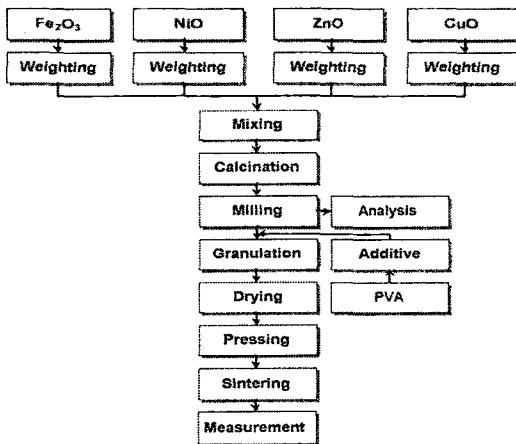 Fe₂O₃ NiO ZnO CuO
Weighting Weighting Weighting Weighting
Mixing
Calcination
Milling Analysis
Granulation Additive
Drying PVA
Pressing
Sintering
Measurement